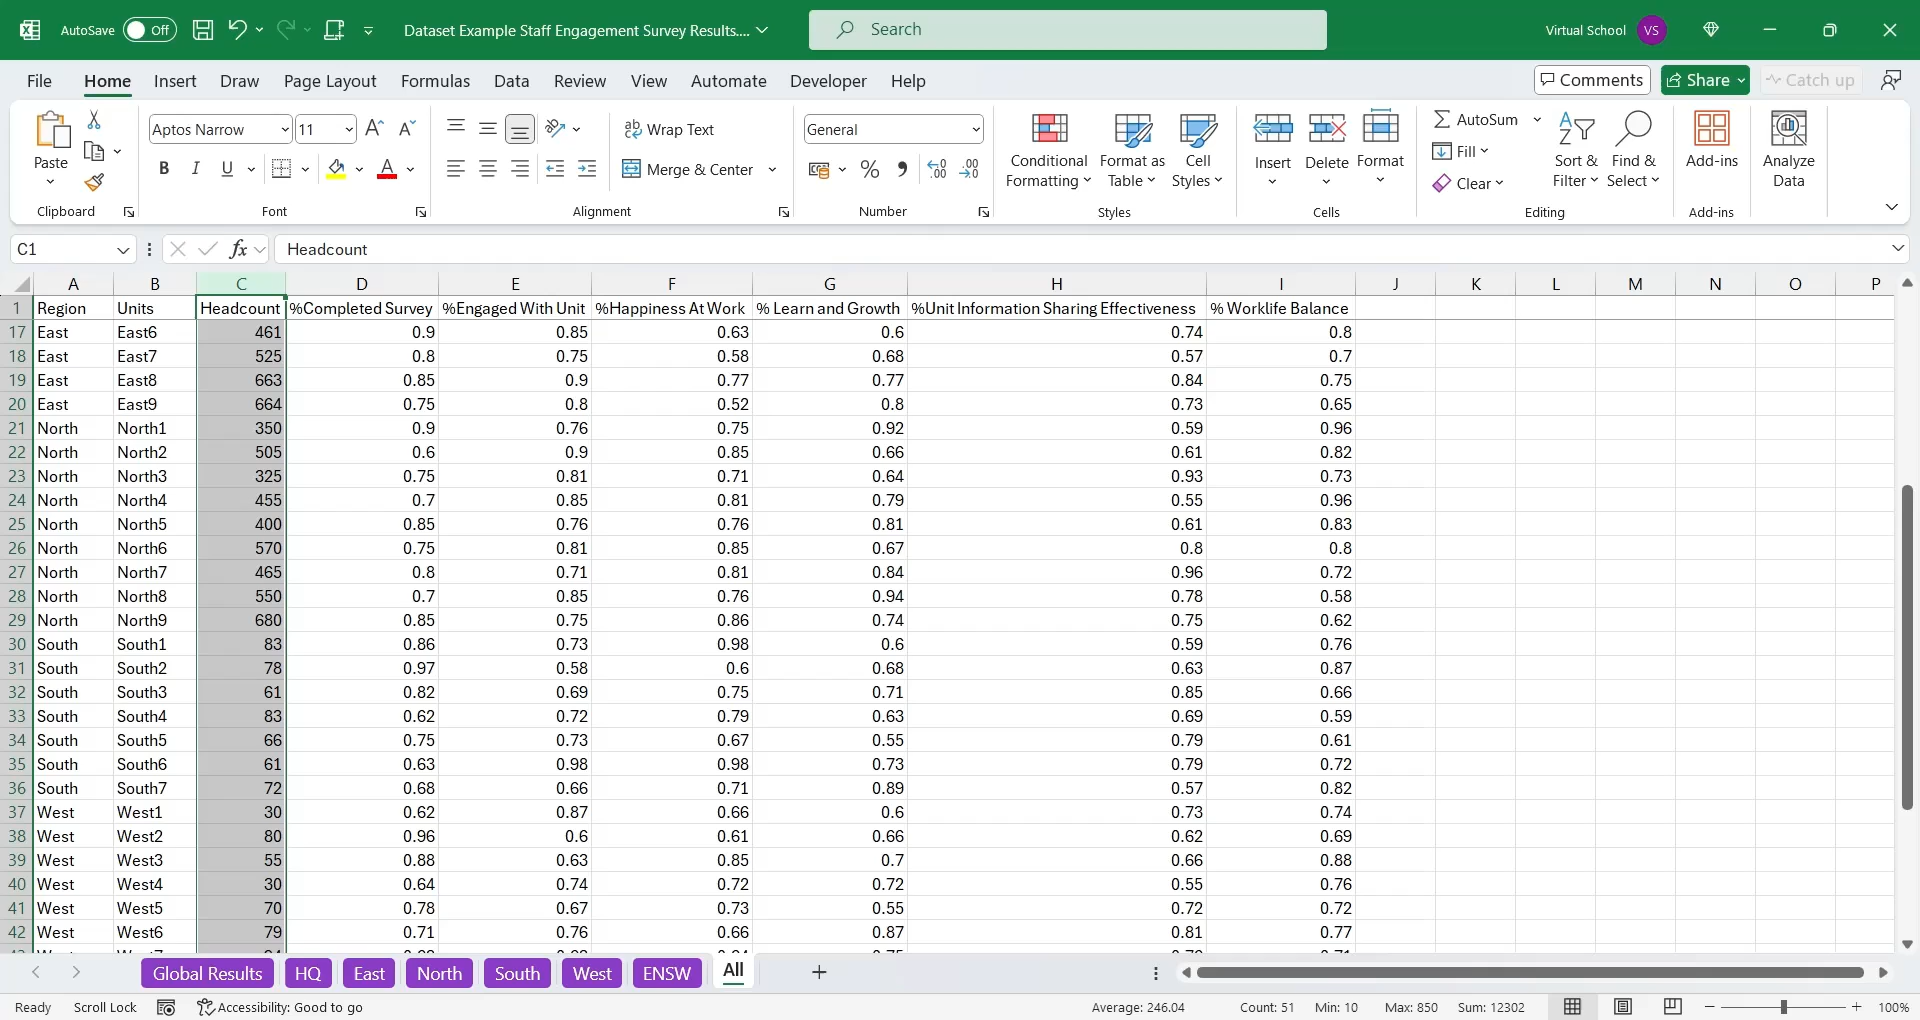 AutoSave Off Dataset Example Staff Engagement Survey Results.... Search Virtual School VS
File Home Insert Draw Page Layout Formulas Data Review View Automate Developer Help Comments Share Catch up
Paste
Aptos Narrow 11
B I U A
Wrap Text
Merge & Center
General
%
Conditional Formatting
Format as Table
Cell Styles
Insert Delete Format
AutoSum
Fill
Clear
Sort & Filter
Find & Select
Add-ins
Analyze Data
Clipboard Font Alignment Number Styles Cells Editing Add-ins
C1 fx Headcount
A B C D E F G H I J K L M N O P
1 Region Units Headcount %Completed Survey %Engaged With Unit %Happiness At Work % Learn and Growth %Unit Information Sharing Effectiveness % Worklife Balance
17 East East6 461 0.9 0.85 0.63 0.6 0.74 0.8
18 East East7 525 0.8 0.75 0.58 0.68 0.57 0.7
19 East East8 663 0.85 0.9 0.77 0.77 0.84 0.75
20 East East9 664 0.75 0.8 0.52 0.8 0.73 0.65
21 North North1 350 0.9 0.76 0.75 0.92 0.59 0.96
22 North North2 505 0.6 0.9 0.85 0.66 0.61 0.82
23 North North3 325 0.75 0.81 0.71 0.64 0.93 0.73
24 North North4 455 0.7 0.85 0.81 0.79 0.55 0.96
25 North North5 400 0.85 0.76 0.76 0.81 0.61 0.83
26 North North6 570 0.75 0.81 0.85 0.67 0.8 0.8
27 North North7 465 0.8 0.71 0.81 0.84 0.96 0.72
28 North North8 550 0.7 0.85 0.76 0.94 0.78 0.58
29 North North9 680 0.85 0.75 0.86 0.74 0.75 0.62
30 South South1 83 0.86 0.73 0.98 0.6 0.59 0.76
31 South South2 78 0.97 0.58 0.6 0.68 0.63 0.87
32 South South3 61 0.82 0.69 0.75 0.71 0.85 0.66
33 South South4 83 0.62 0.72 0.79 0.63 0.69 0.59
34 South South5 66 0.75 0.73 0.67 0.55 0.79 0.61
35 South South6 61 0.63 0.98 0.98 0.73 0.79 0.72
36 South South7 72 0.68 0.66 0.71 0.89 0.57 0.82
37 West West1 30 0.62 0.87 0.66 0.6 0.73 0.74
38 West West2 80 0.96 0.6 0.61 0.66 0.62 0.69
39 West West3 55 0.88 0.63 0.85 0.7 0.66 0.88
40 West West4 30 0.64 0.74 0.72 0.72 0.55 0.76
41 West West5 70 0.78 0.67 0.73 0.55 0.72 0.72
42 West West6 79 0.71 0.76 0.66 0.87 0.81 0.77
Global Results HQ East North South West ENSW All
Ready Scroll Lock Accessibility: Good to go Average: 246.04 Count: 51 Min: 10 Max: 850 Sum: 12302 100%